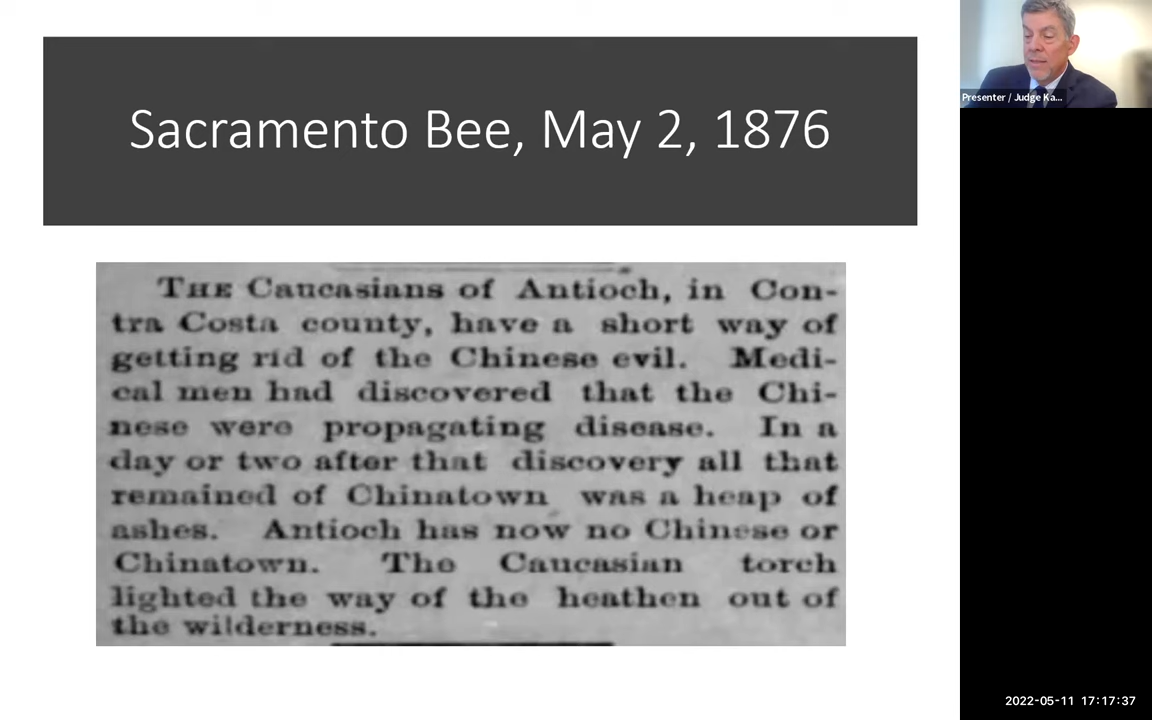 Sacramento Bee, May 2, 1876
Presenter / Judge Ka...
THE Caucasians of Antioch, in Con-
tra Costa county, have a short way of
getting rid of the Chinese evil. Medi-
cal men had discovered that the Chi-
nese were propagating disease. In a
day or two after that discovery all that
remained of Chinatown was a heap of
ashes. Antioch has now no Chinese or
Chinatown. The Caucasian torch
lighted the way of the heathen out of
the wilderness.
2022-05-11 17:17:37